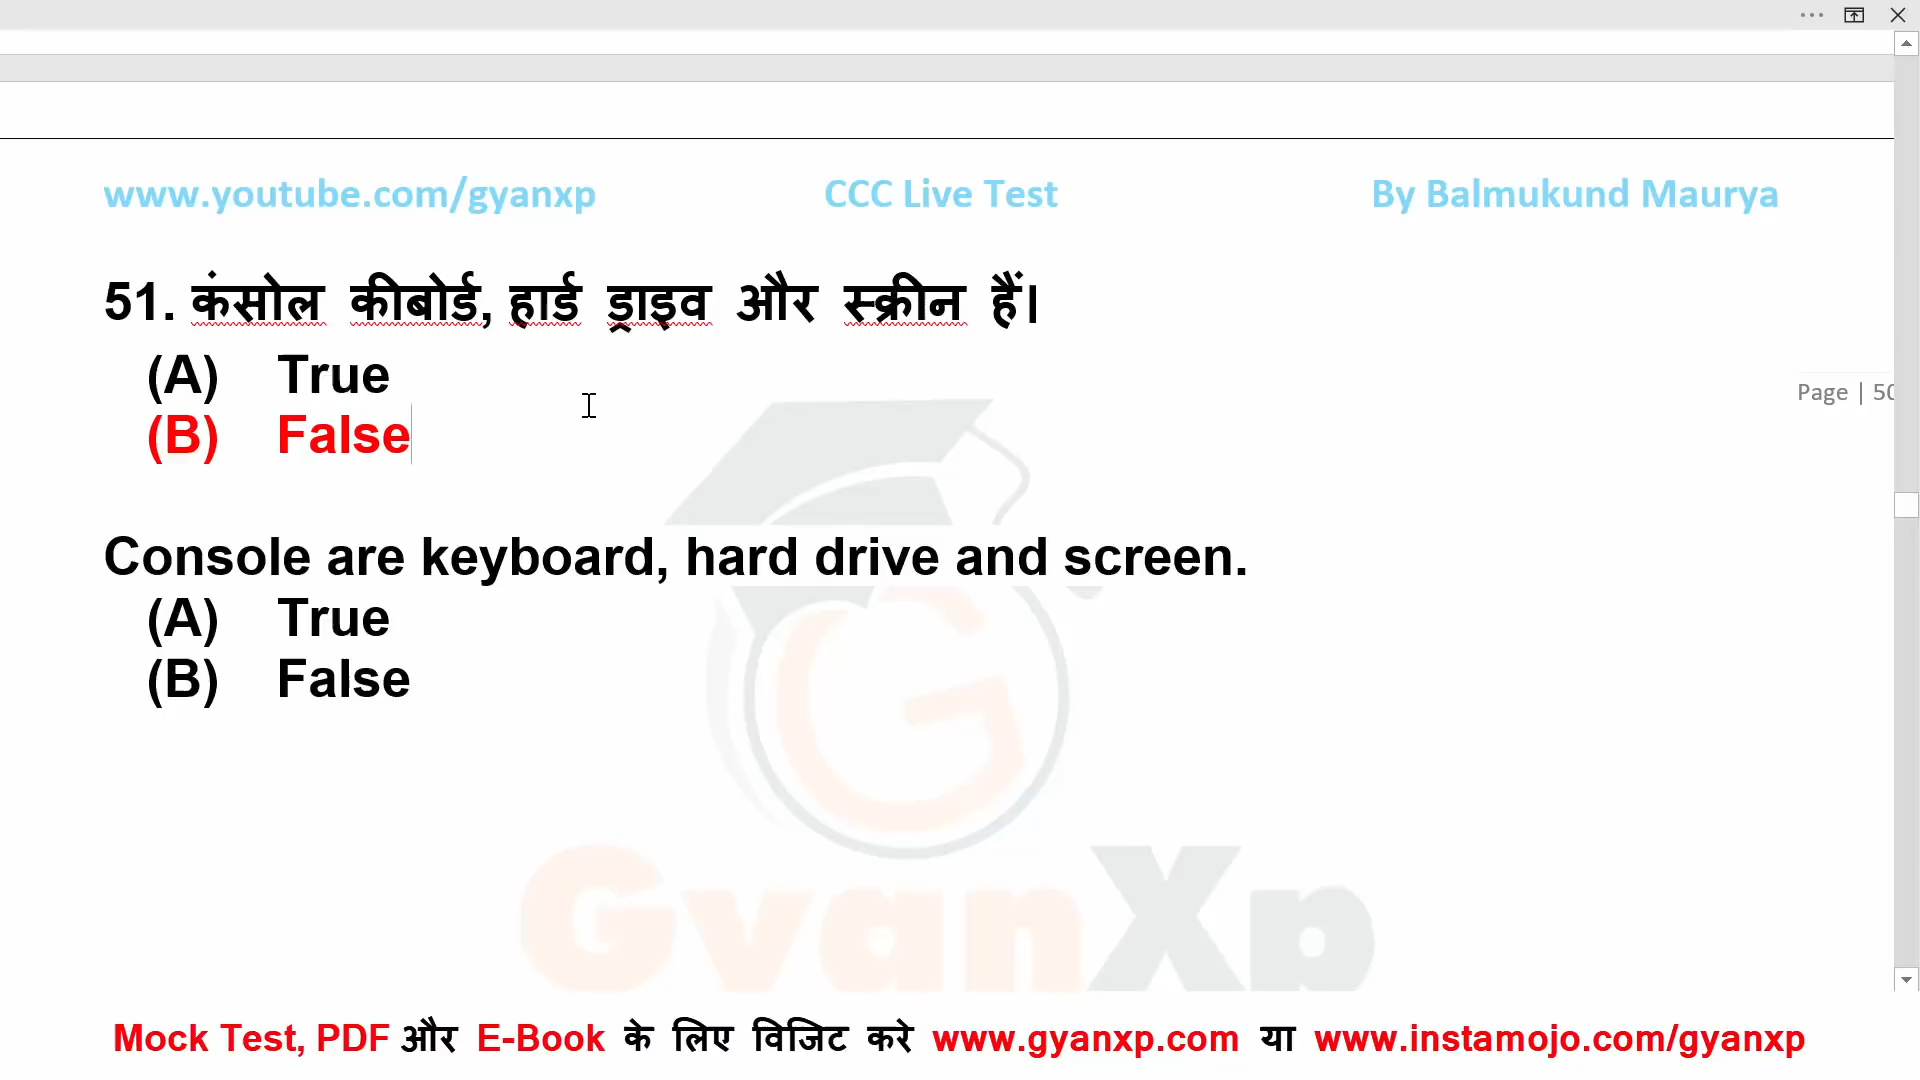 www.youtube.com/gyanxp CCC Live Test By Balmukund Maurya
51. कंसोल कीबोर्ड, हार्ड ड्राइव और स्क्रीन हैं।
(A) True
Page | 50
(B) False
Console are keyboard, hard drive and screen.
(A) True
(B) False
G
GyanXp
Mock Test, PDF और E-Book के लिए विजिट करे www.gyanxp.com या www.instamojo.com/gyanxp